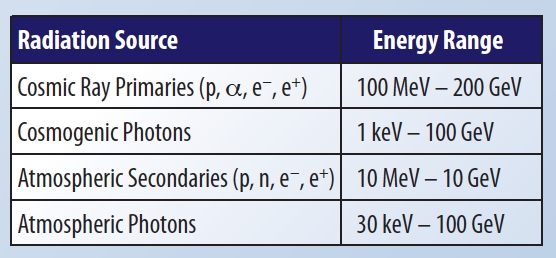 Radiation Source Energy Range
Cosmic Ray Primaries (p, α, e⁻, e⁺) 100 MeV – 200 GeV
Cosmogenic Photons 1 keV – 100 GeV
Atmospheric Secondaries (p, n, e⁻, e⁺) 10 MeV – 10 GeV
Atmospheric Photons 30 keV – 100 GeV